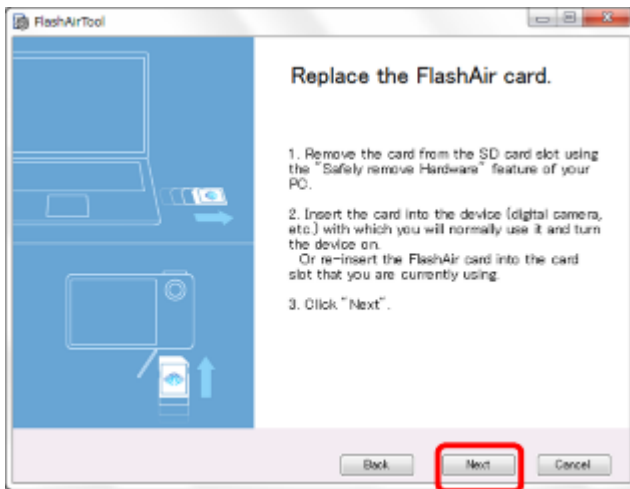 FlashAirTool
Replace the FlashAir card.
1. Remove the card from the SD card slot using
the "Safely remove Hardware" feature of your
PC.
2. Insert the card into the device (digital camera,
etc.) with which you will normally use it and turn
the device on.
Or re-insert the FlashAir card into the card
slot that you are currently using.
3. Click "Next".
Back Next Cancel